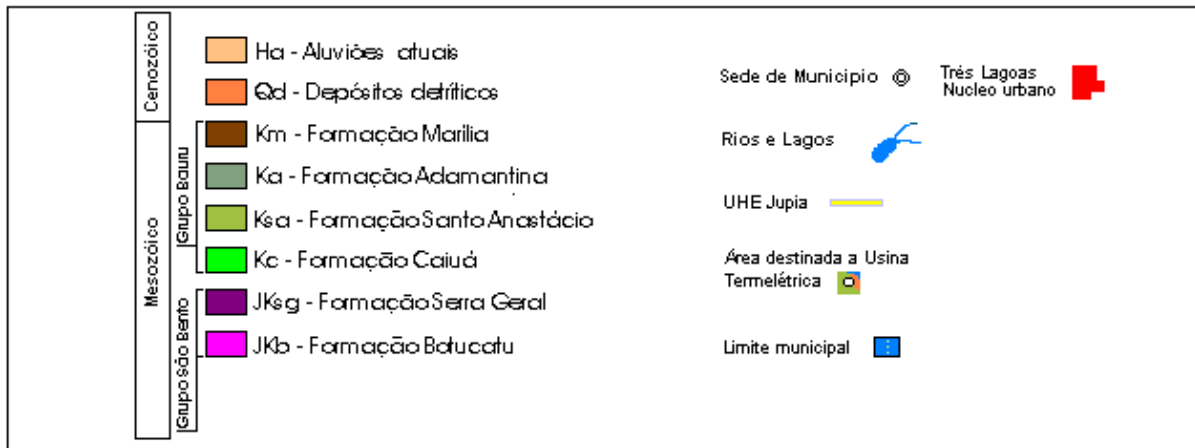 Cenozóico
Ha - Aluviões atuais
Qd - Depósitos detríticos
Mesozóico
Grupo Bauru
Km - Formação Marília
Ka - Formação Adamantina
Ksa - Formação Santo Anastácio
Kc - Formação Caiuá
Grupo são Bento
JKsg - Formação Serra Geral
JKb - Formação Botucatu
Sede de Municipio
Três Lagoas
Nucleo urbano
Rios e Lagos
UHE Jupia
Área destinada a Usina
Termelétrica
Limite municipal